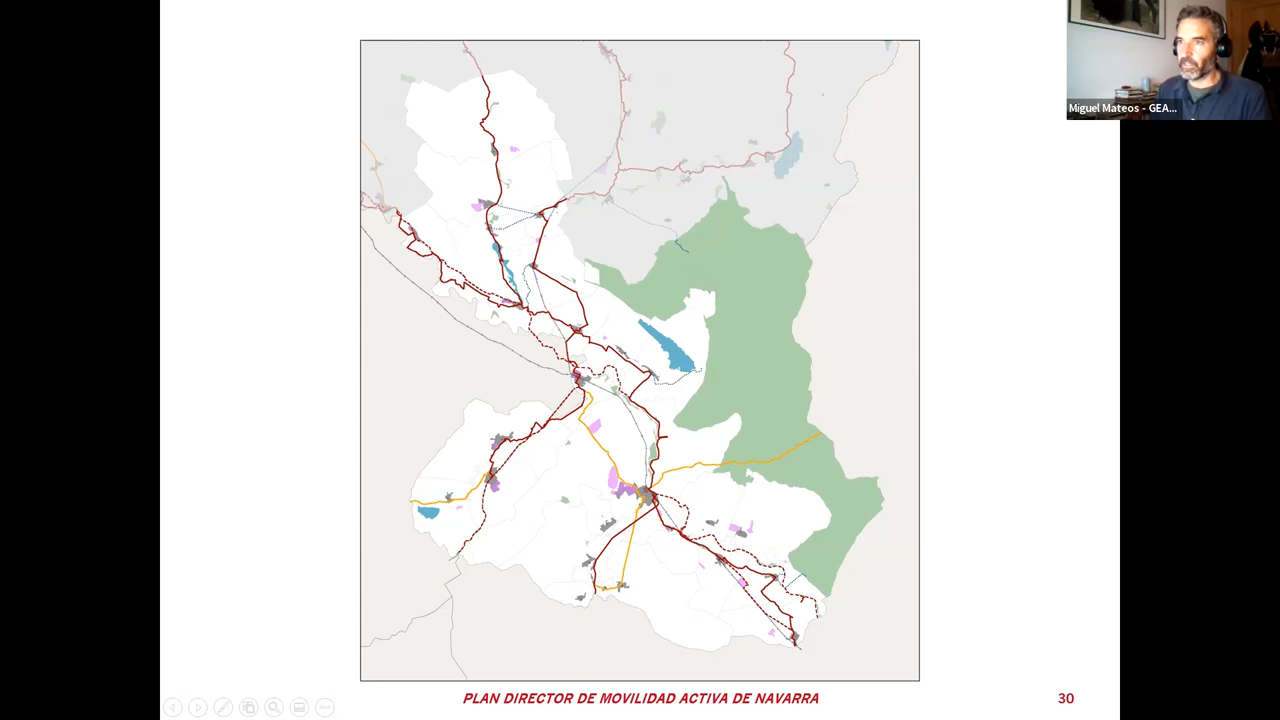 Miguel Mateos - GEA...
PLAN DIRECTOR DE MOVILIDAD ACTIVA DE NAVARRA
30